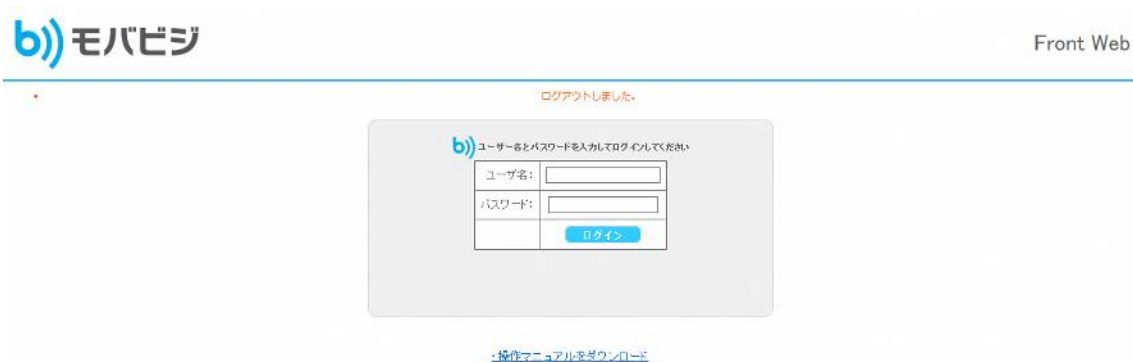 b)) モバビジ
Front Web
ログアウトしました。
b)) ユーザー名とパスワードを入力してログインしてください
ユーザ名:
パスワード:
ログイン
・操作マニュアルをダウンロード